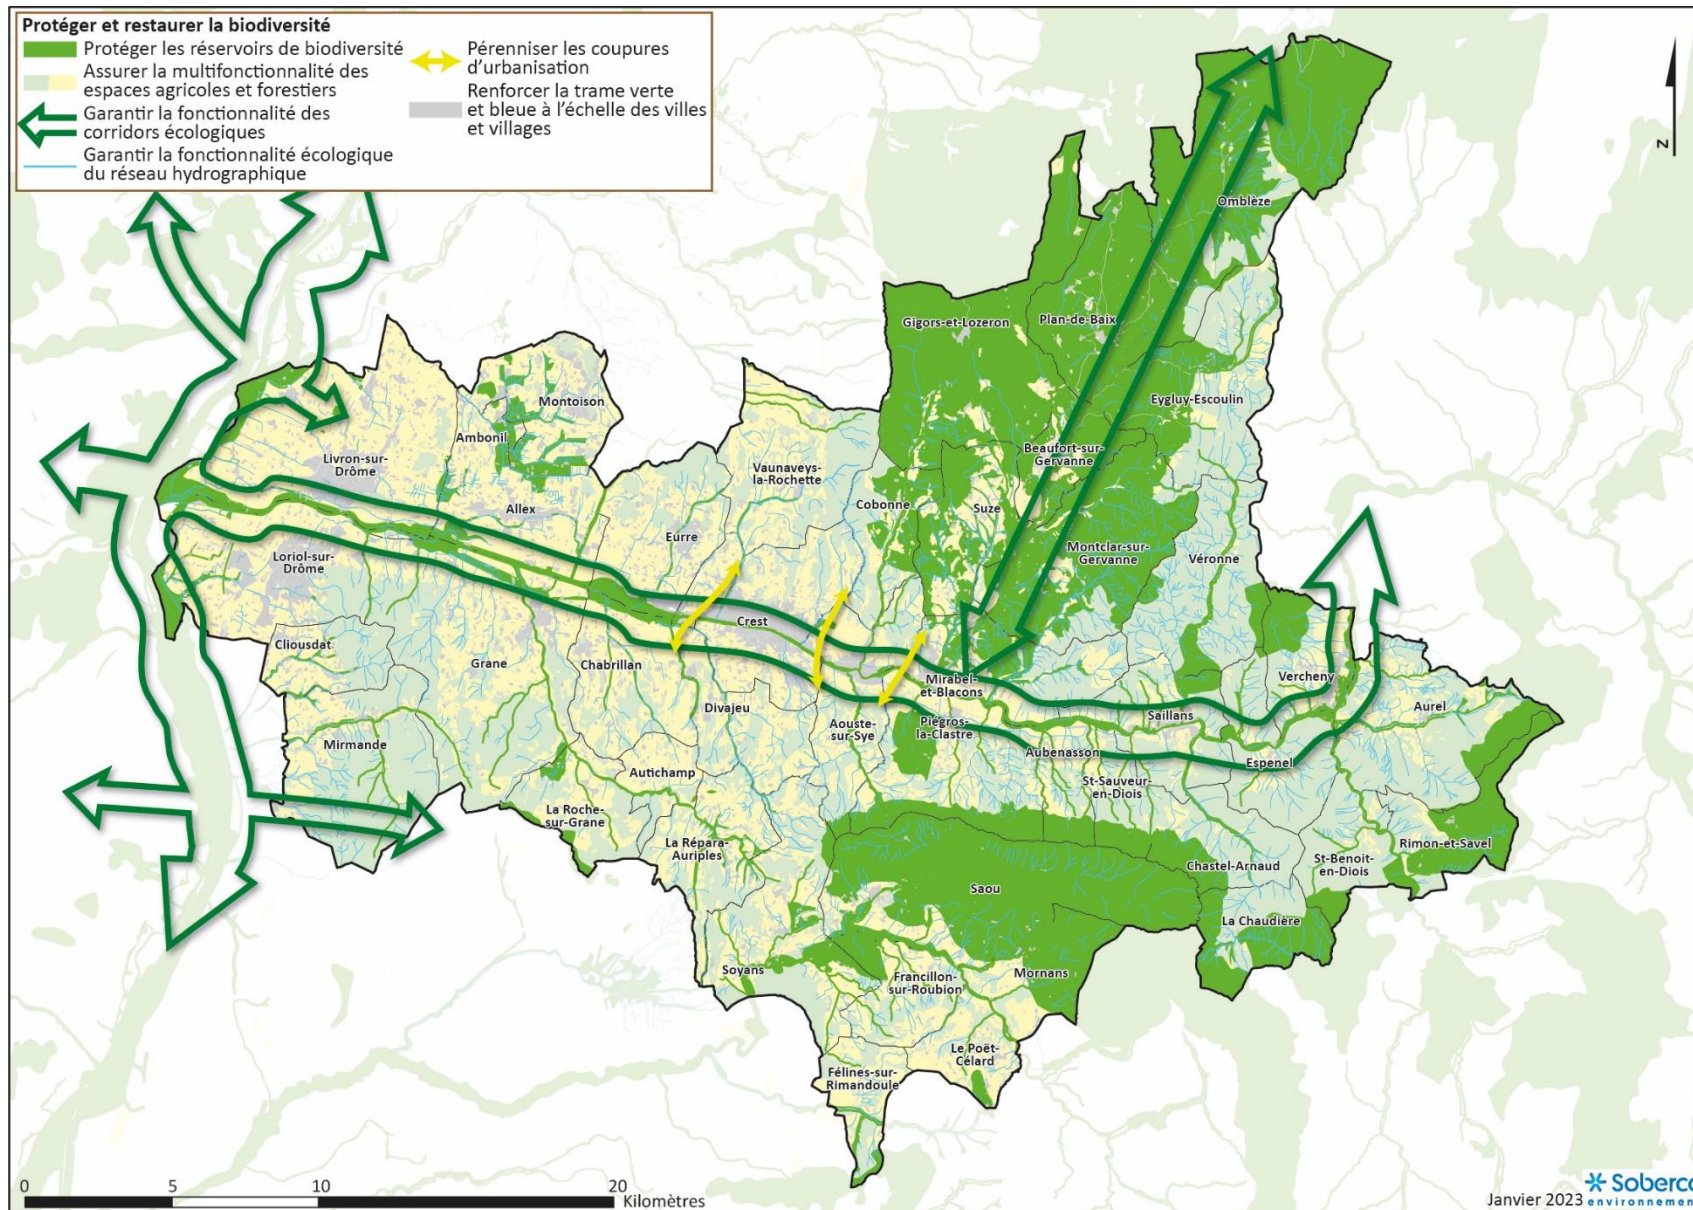 Protéger et restaurer la biodiversité
Protéger les réservoirs de biodiversité
Assurer la multifonctionnalité des
espaces agricoles et forestiers
Garantir la fonctionnalité des
corridors écologiques
Garantir la fonctionnalité écologique
du réseau hydrographique
Pérenniser les coupures
d'urbanisation
Renforcer la trame verte
et bleue à l'échelle des villes
et villages
N
Omblèze
Gigors-et-Lozeron
Plan-de-Baix
Eygluy-Escoulin
Montoison
Ambonil
Livron-sur-
Drôme
Vaunaveys-
la-Rochette
Beaufort-sur-
Gervanne
Cobonne
Suze
Allex
Eurre
Montclar-sur-
Gervanne
Véronne
Loriol-sur-
Drôme
Crest
Cliousdat
Grane
Chabrillan
Mirabel-
et-Blacons
Vercheny
Divajeu
Aouste-
sur-Sye
Piégros-
la-Clastre
Saillans
Aurel
Mirmande
Aubenasson
Espenel
Autichamp
St-Sauveur-
en-Diois
La Roche-
sur-Grane
La Répara-
Auriples
Rimon-et-Savel
Chastel-Arnaud
St-Benoit-
en-Diois
Saou
La Chaudière
Soyans
Francillon-
sur-Roubion
Mornans
Le Poët-
Célard
Félines-sur-
Rimandoule
0 5 10 20
Kilomètres
Janvier 2023
Soberco
environnement